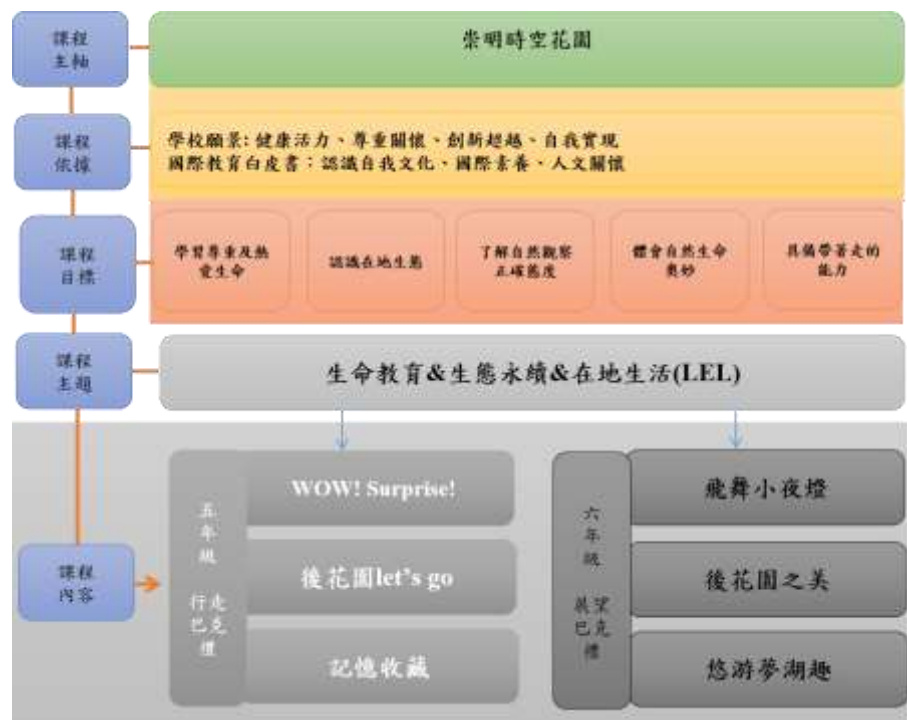 課程
主軸
崇明時空花園
課程
依據
學校願景:健康活力、尊重關懷、創新超越、自我實現
國際教育白皮書：認識自我文化、國際素養、人文關懷
課程
目標
學習尊重及熱
愛生命
認識在地生態
了解自然觀察
正確態度
體會自然生命
奧妙
具備帶著走的
能力
課程
主題
生命教育&生態永續&在地生活(LEL)
課程
內容
五年級
行走
巴克禮
WOW! Surprise!
後花園let's go
記憶收藏
六年級
展望
巴克禮
飛舞小夜燈
後花園之美
悠游夢湖趣